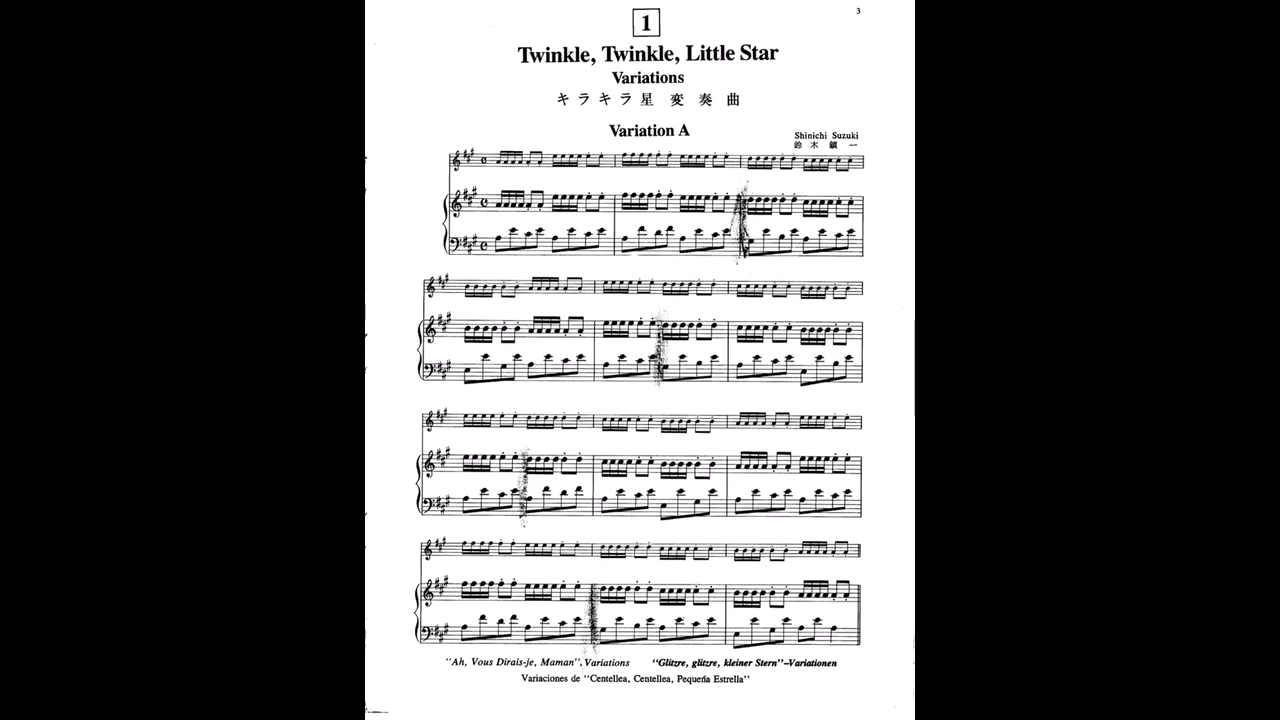 3
1
Twinkle, Twinkle, Little Star
Variations
キラキラ星 変奏曲
Variation A
Shinichi Suzuki
鈴木鎮一
"Ah, Vous Dirais-je, Maman", Variations "Glitzre, glitzre, kleiner Stern"–Variationen
Variaciones de "Centellea, Centellea, Pequeña Estrella"